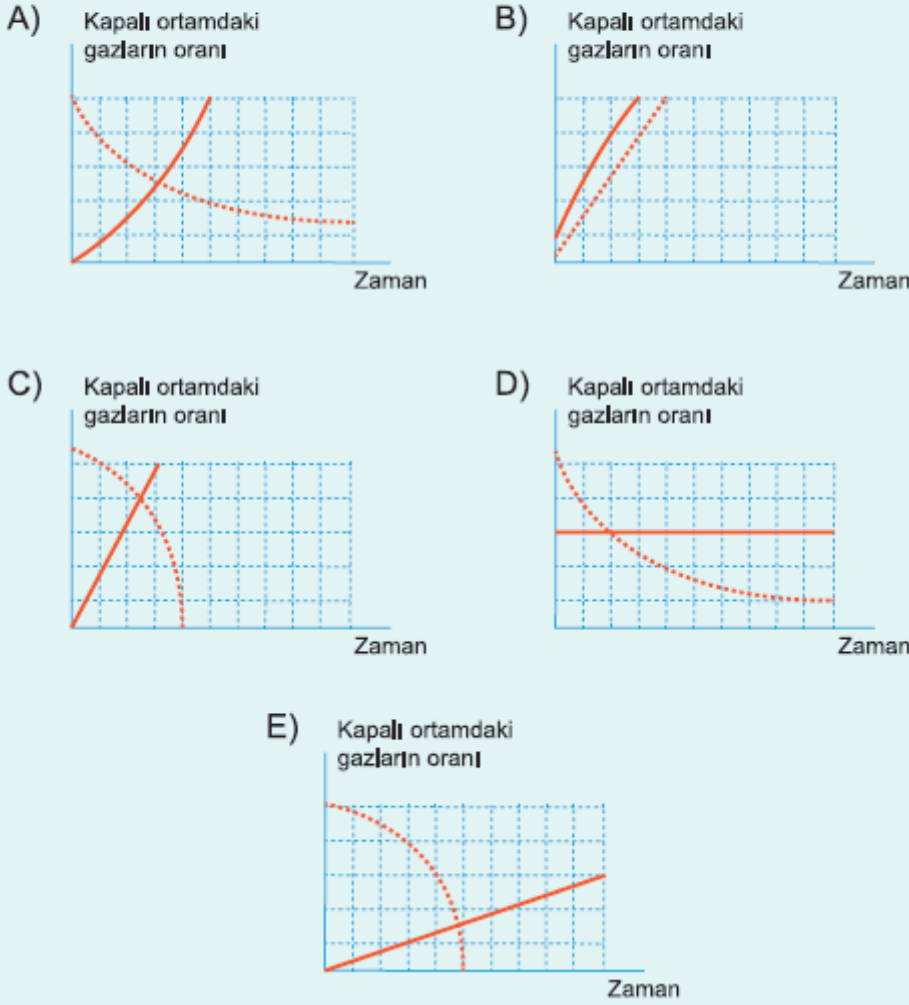 A) Kapalı ortamdaki
gazların oranı
Zaman
B) Kapalı ortamdaki
gazların oranı
Zaman
C) Kapalı ortamdaki
gazların oranı
Zaman
D) Kapalı ortamdaki
gazların oranı
Zaman
E) Kapalı ortamdaki
gazların oranı
Zaman